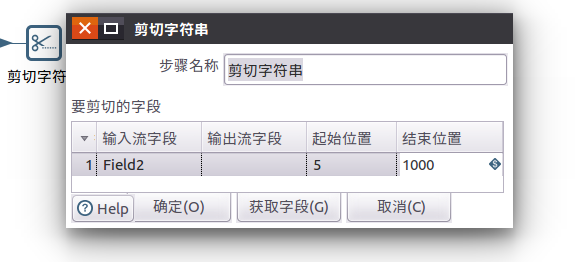 剪切字符串
剪切字符
步骤名称 剪切字符串
要剪切的字段
输入流字段 输出流字段 起始位置 结束位置
1 Field2 5 1000 S
? Help 确定(O) 获取字段(G) 取消(C)